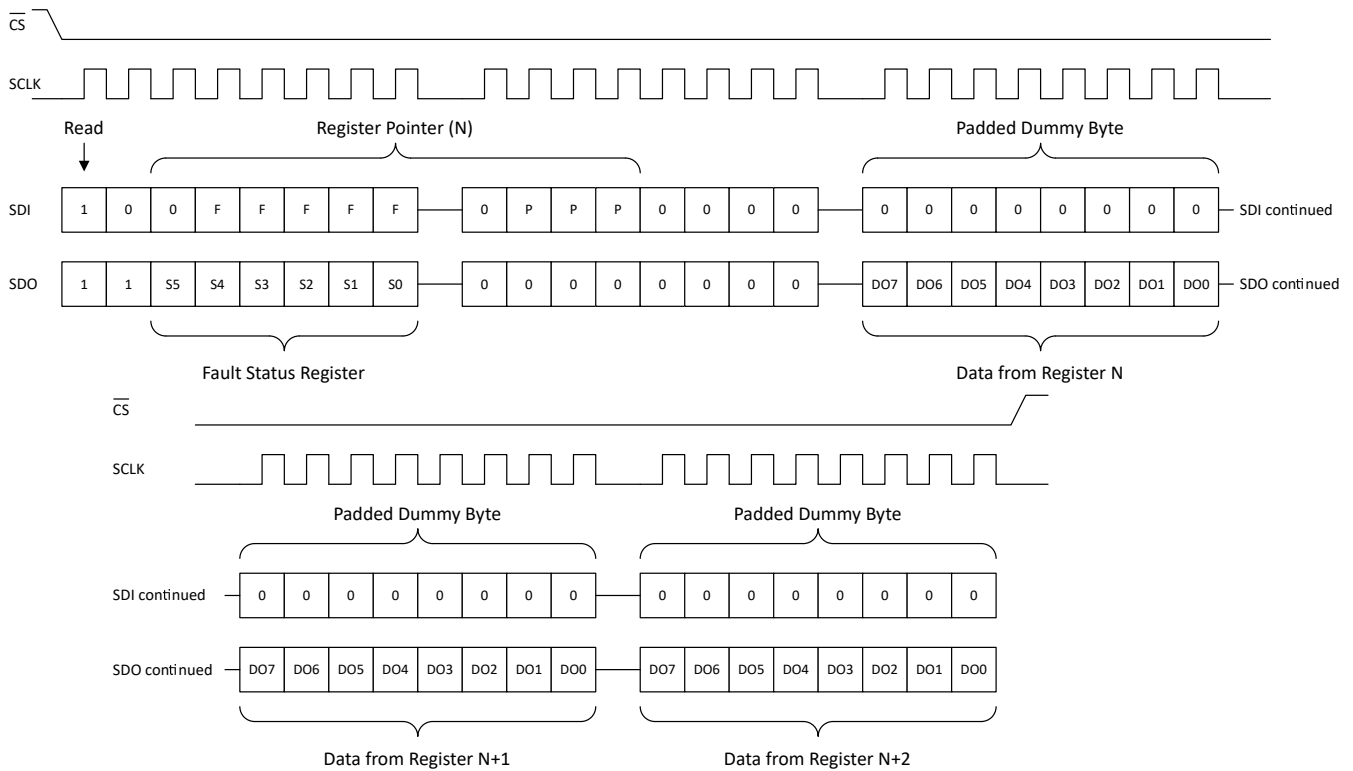 CS
SCLK
Read
Register Pointer (N)
Padded Dummy Byte
SDI 1 0 0 F F F F F 0 P P P 0 0 0 0 0 0 0 0 0 0 0 0 SDI continued
SDO 1 1 S5 S4 S3 S2 S1 S0 0 0 0 0 0 0 0 0 DO7 DO6 DO5 DO4 DO3 DO2 DO1 DO0 SDO continued
Fault Status Register
Data from Register N
CS
SCLK
Padded Dummy Byte
Padded Dummy Byte
SDI continued 0 0 0 0 0 0 0 0 0 0 0 0 0 0 0 0
SDO continued DO7 DO6 DO5 DO4 DO3 DO2 DO1 DO0 DO7 DO6 DO5 DO4 DO3 DO2 DO1 DO0
Data from Register N+1
Data from Register N+2